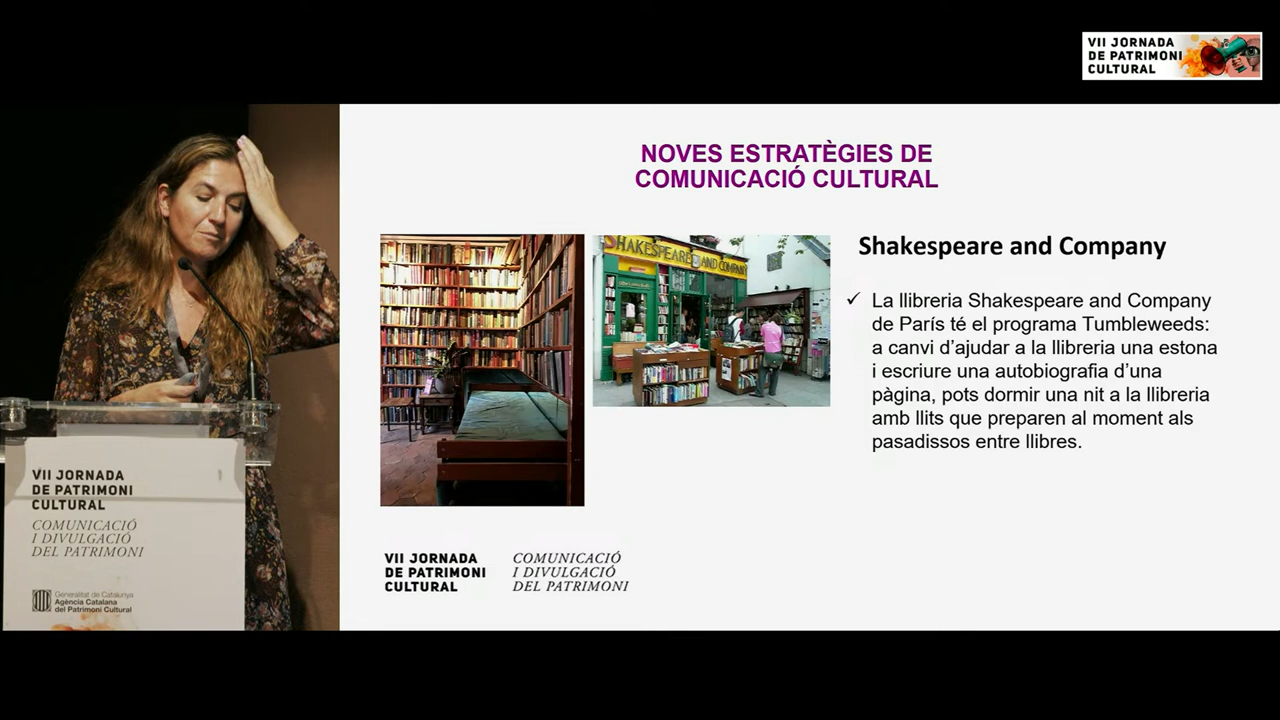 VII JORNADA
DE PATRIMONI
CULTURAL
NOVES ESTRATÈGIES DE
COMUNICACIÓ CULTURAL
SHAKESPEARE AND COMPANY
Shakespeare and Company
✓ La llibreria Shakespeare and Company
de París té el programa Tumbleweeds:
a canvi d’ajudar a la llibreria una estona
i escriure una autobiografia d’una
pàgina, pots dormir una nit a la llibreria
amb llits que preparen al moment als
pasadissos entre llibres.
VII JORNADA
DE PATRIMONI
CULTURAL
COMUNICACIÓ
I DIVULGACIÓ
DEL PATRIMONI
VII JORNADA
DE PATRIMONI
CULTURAL
COMUNICACIÓ
I DIVULGACIÓ
DEL PATRIMONI
Generalitat de Catalunya
Agència Catalana
del Patrimoni Cultural